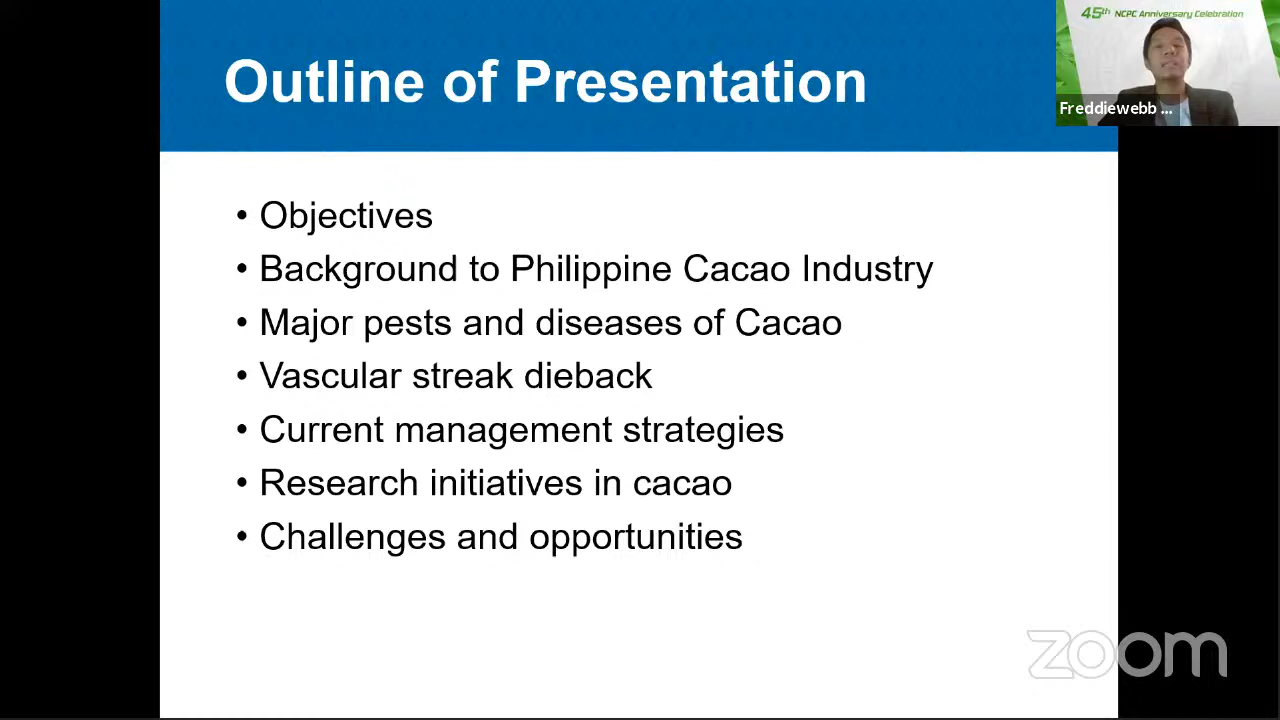 Outline of Presentation
45th NCPC Anniversary Celebration
Freddiewebb ...
• Objectives
• Background to Philippine Cacao Industry
• Major pests and diseases of Cacao
• Vascular streak dieback
• Current management strategies
• Research initiatives in cacao
• Challenges and opportunities
zoom